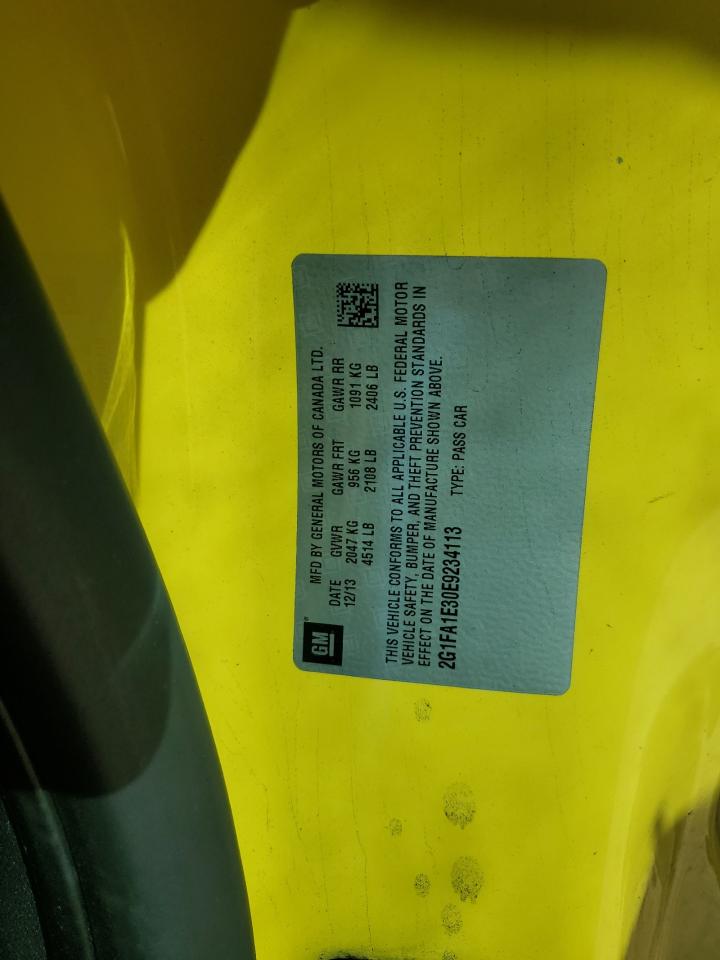 GM
MFD BY GENERAL MOTORS OF CANADA LTD.
DATE GVWR GAWR FRT GAWR RR
12/13 2047 KG 956 KG 1091 KG
4514 LB 2108 LB 2406 LB
THIS VEHICLE CONFORMS TO ALL APPLICABLE U.S. FEDERAL MOTOR
VEHICLE SAFETY, BUMPER, AND THEFT PREVENTION STANDARDS IN
EFFECT ON THE DATE OF MANUFACTURE SHOWN ABOVE.
2G1FA1E30E9234113 TYPE: PASS CAR